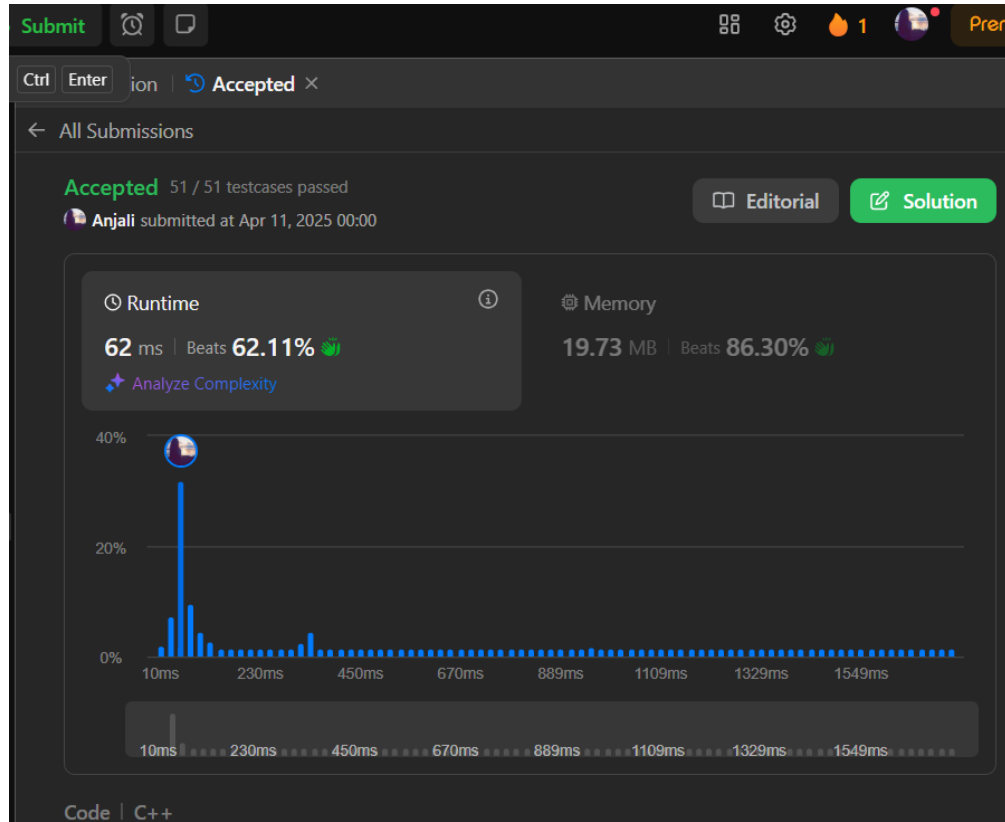 Submit 1 Prer
Ctrl Enter ion Accepted
All Submissions
Accepted 51 / 51 testcases passed
Editorial Solution
Anjali submitted at Apr 11, 2025 00:00
Runtime Memory
62 ms Beats 62.11% 19.73 MB Beats 86.30%
Analyze Complexity
40%
20%
0%
10ms 230ms 450ms 670ms 889ms 1109ms 1329ms 1549ms
10ms 230ms 450ms 670ms 889ms 1109ms 1329ms 1549ms
Code C++